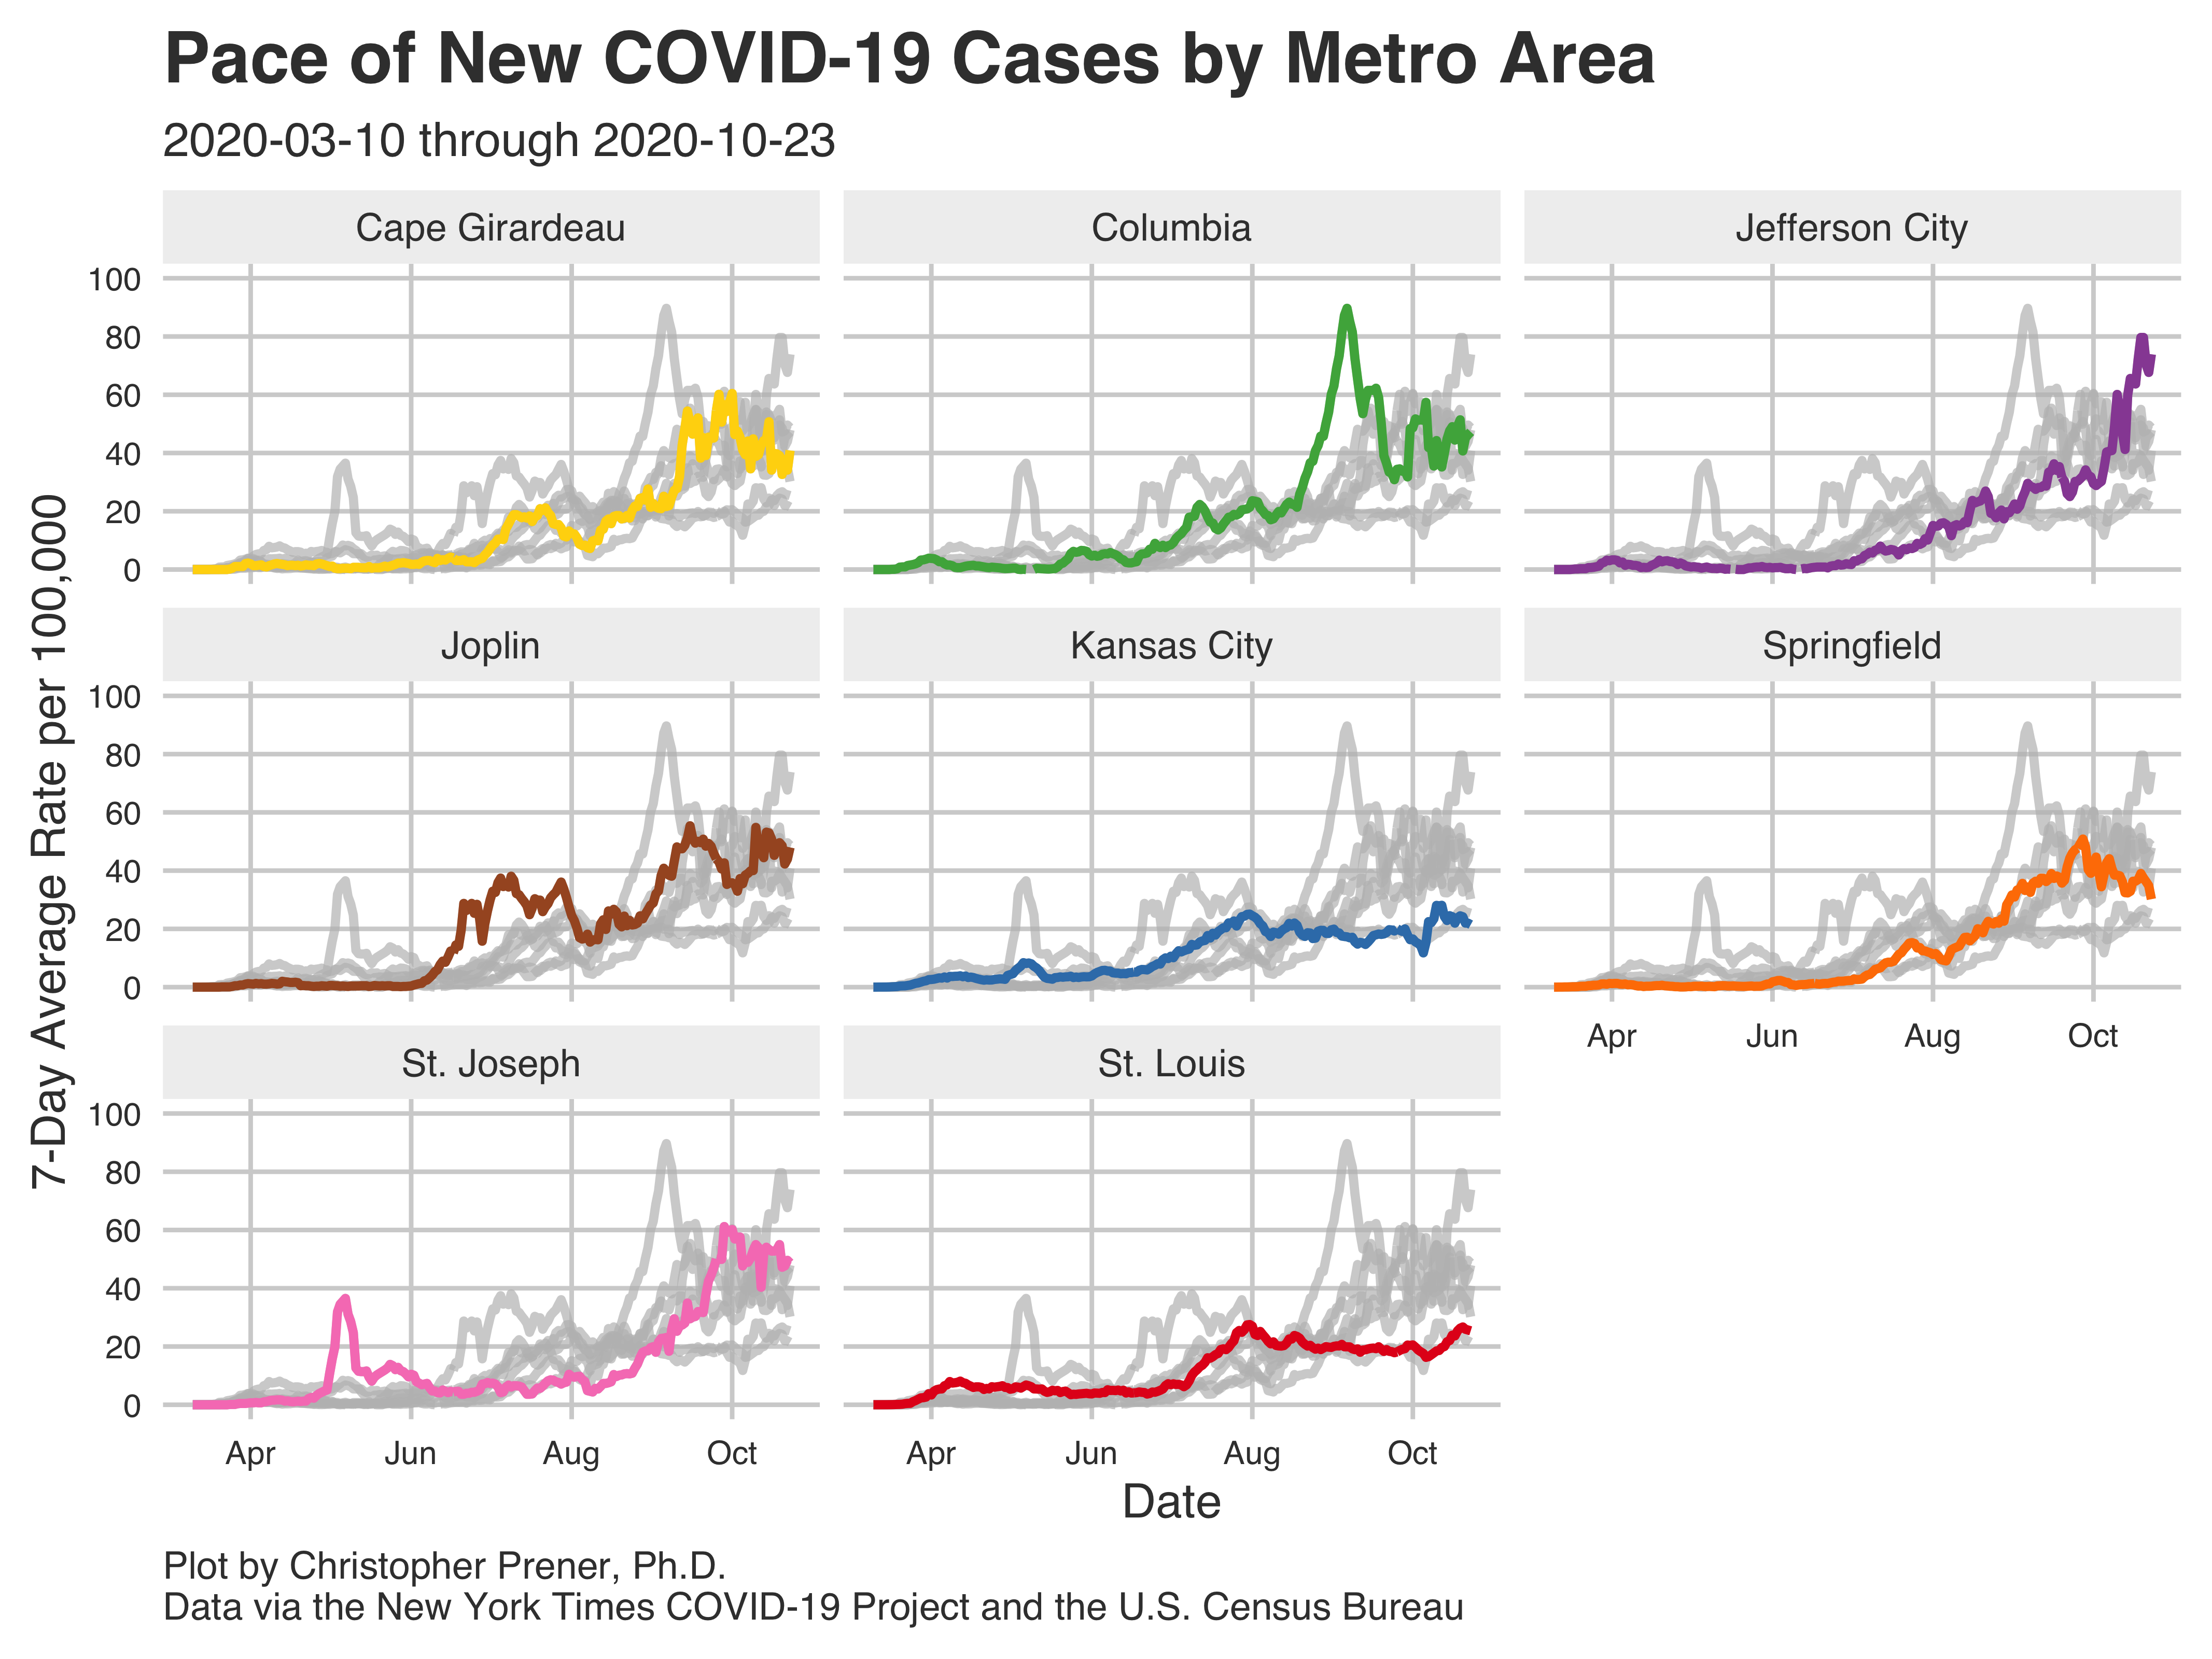 Pace of New COVID-19 Cases by Metro Area
2020-03-10 through 2020-10-23
7-Day Average Rate per 100,000
Cape Girardeau
Columbia
Jefferson City
100
80
60
40
20
0
Joplin
Kansas City
Springfield
100
80
60
40
20
0
Apr Jun Aug Oct
St. Joseph
St. Louis
100
80
60
40
20
0
Apr Jun Aug Oct
Apr Jun Aug Oct
Date
Plot by Christopher Prener, Ph.D.
Data via the New York Times COVID-19 Project and the U.S. Census Bureau